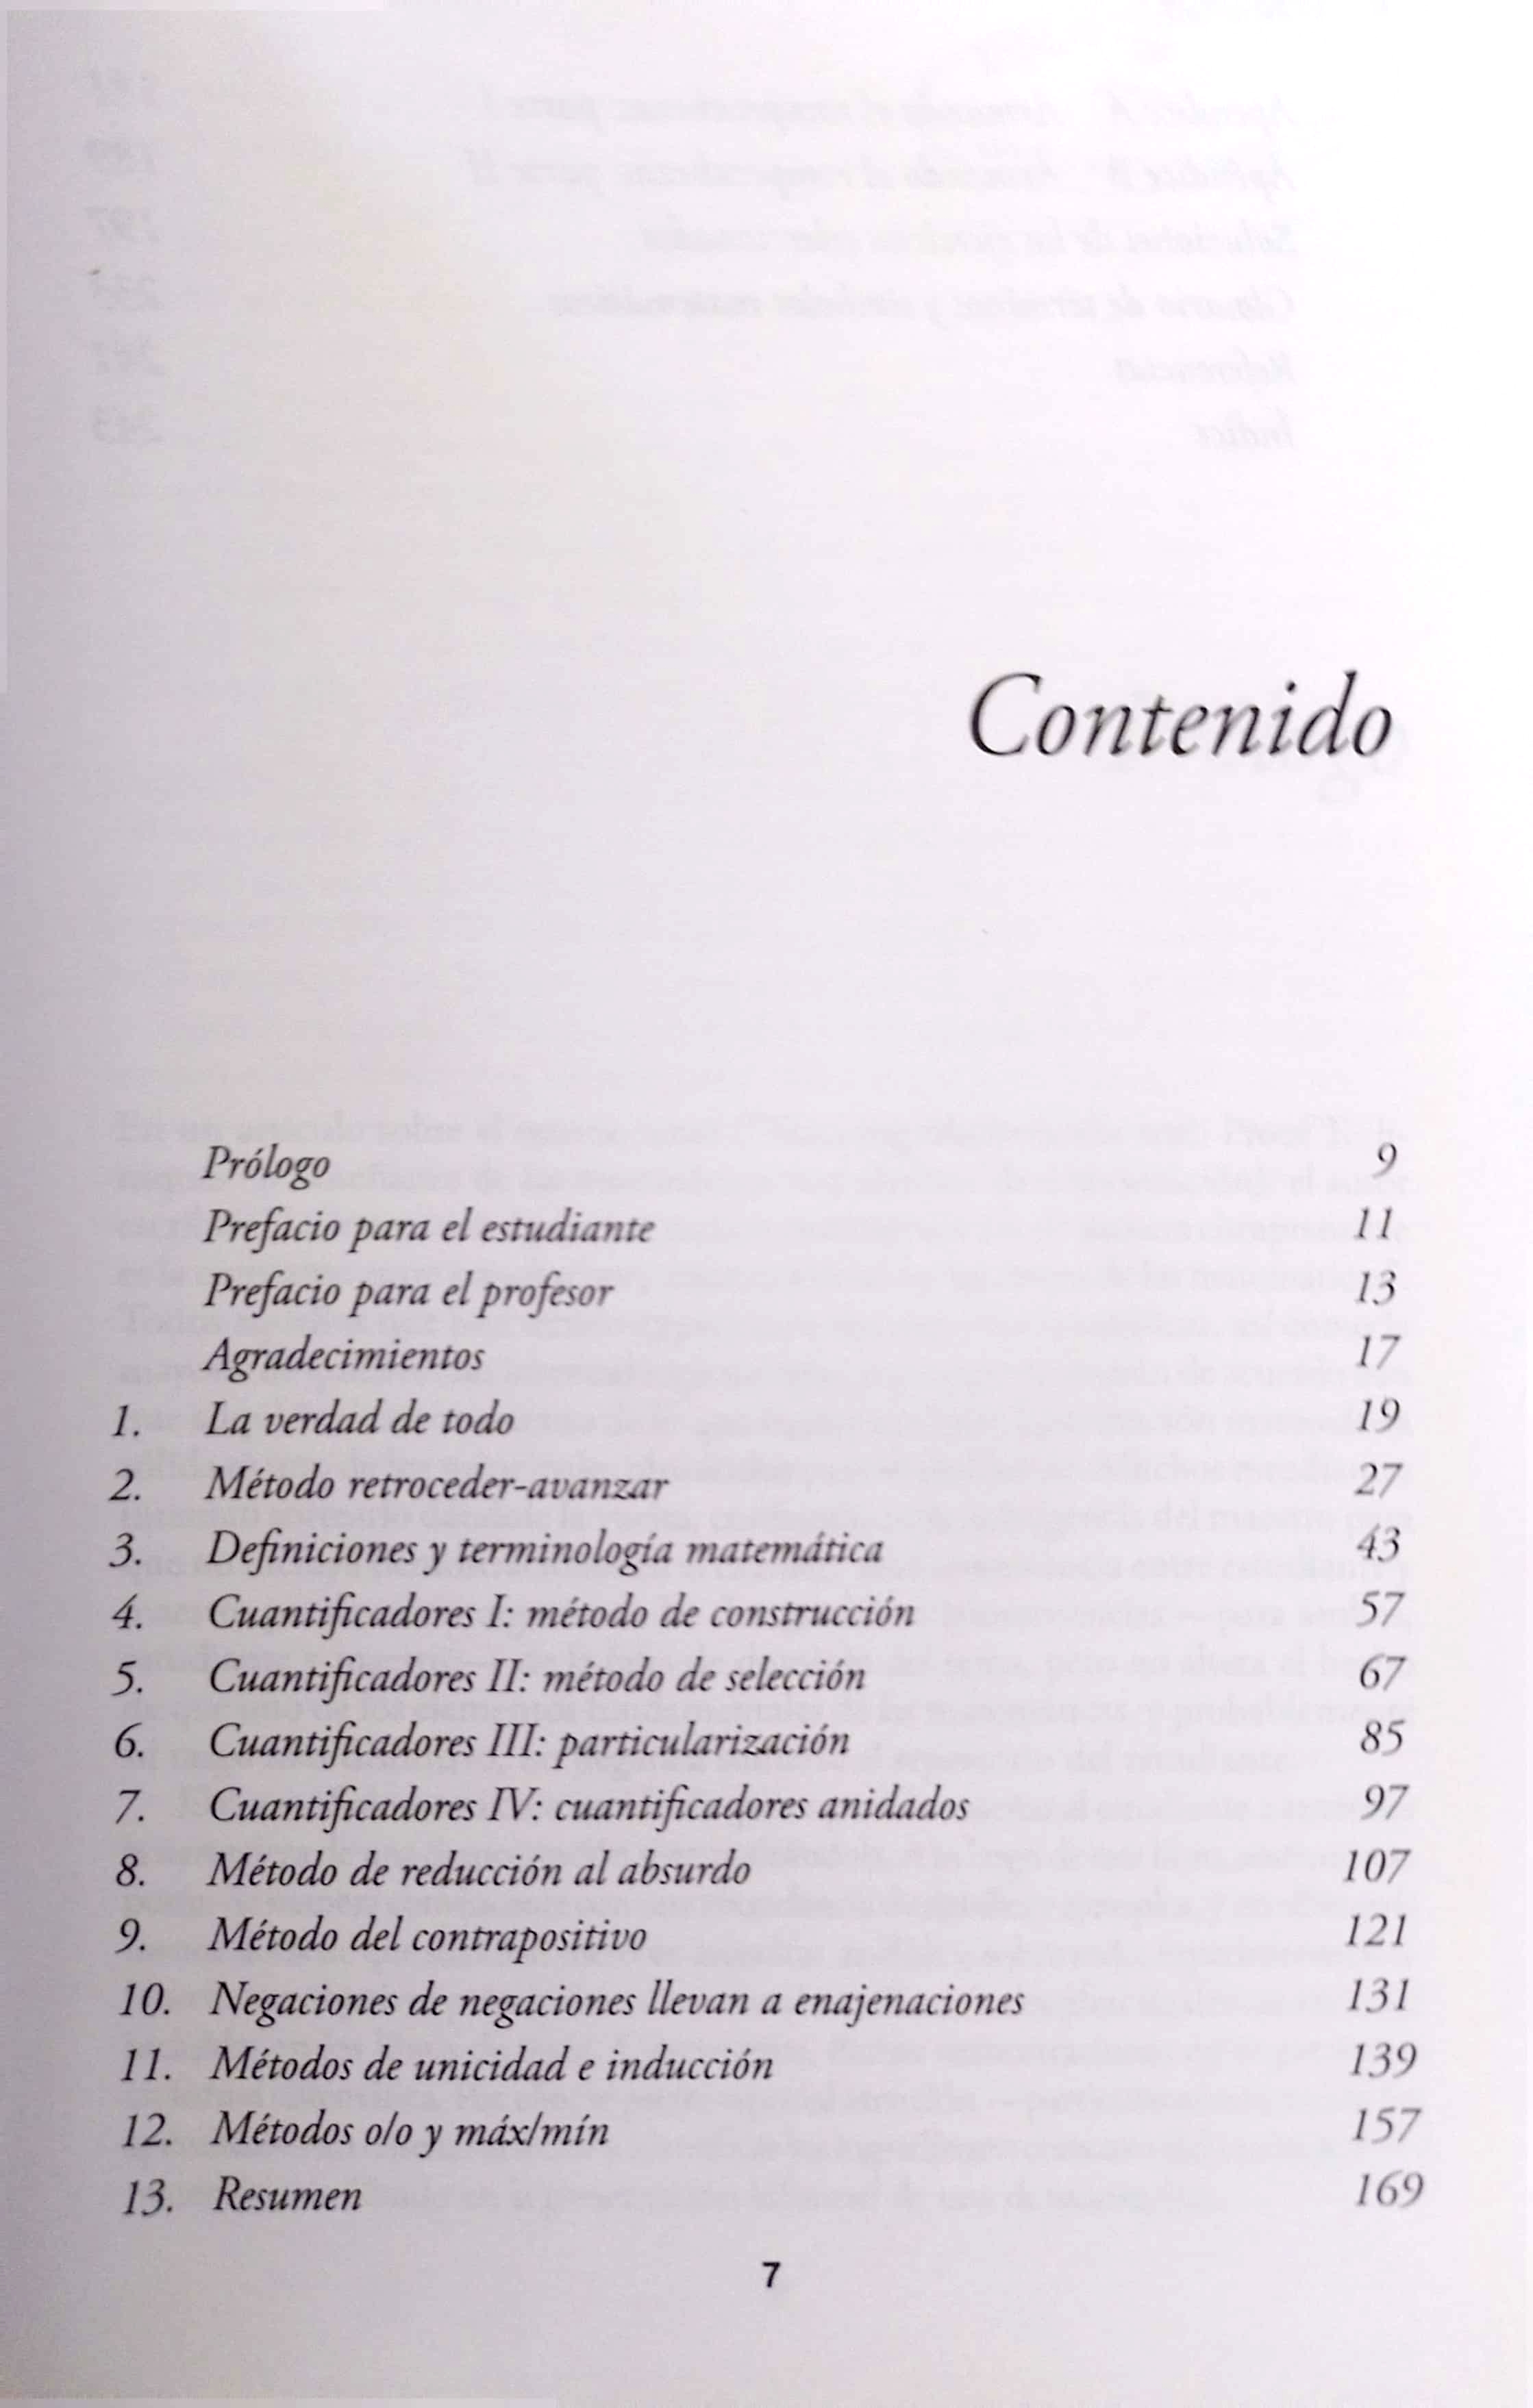 Contenido
Prólogo 9
Prefacio para el estudiante 11
Prefacio para el profesor 13
Agradecimientos 17
1. La verdad de todo 19
2. Método retroceder-avanzar 27
3. Definiciones y terminología matemática 43
4. Cuantificadores I: método de construcción 57
5. Cuantificadores II: método de selección 67
6. Cuantificadores III: particularización 85
7. Cuantificadores IV: cuantificadores anidados 97
8. Método de reducción al absurdo 107
9. Método del contrapositivo 121
10. Negaciones de negaciones llevan a enajenaciones 131
11. Métodos de unicidad e inducción 139
12. Métodos o/o y máx/mín 157
13. Resumen 169
7